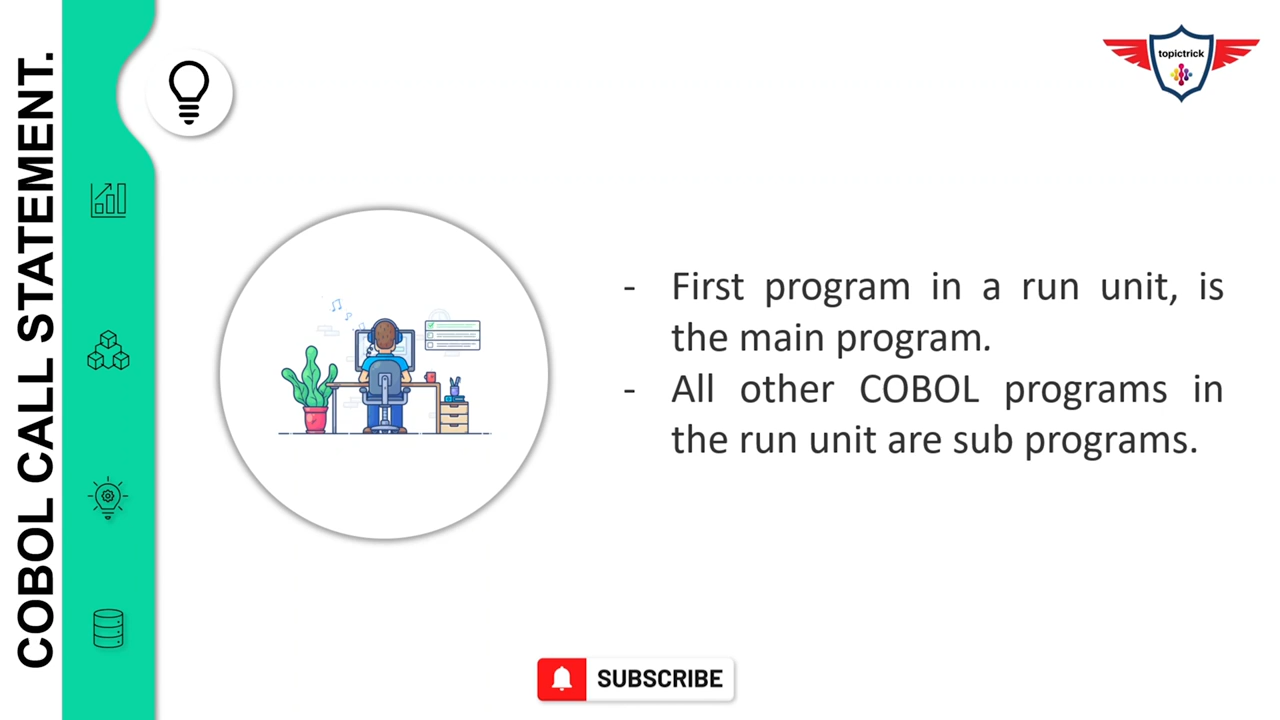 COBOL CALL STATEMENT.
topictrick
- First program in a run unit, is
the main program.
- All other COBOL programs in
the run unit are sub programs.
SUBSCRIBE